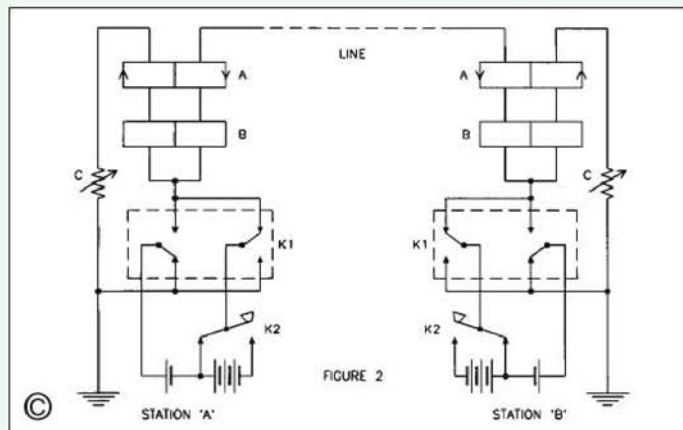 LINE
A
A
B
B
C
C
K1
K1
K2
K2
FIGURE 2
©
STATION 'A'
STATION 'B'